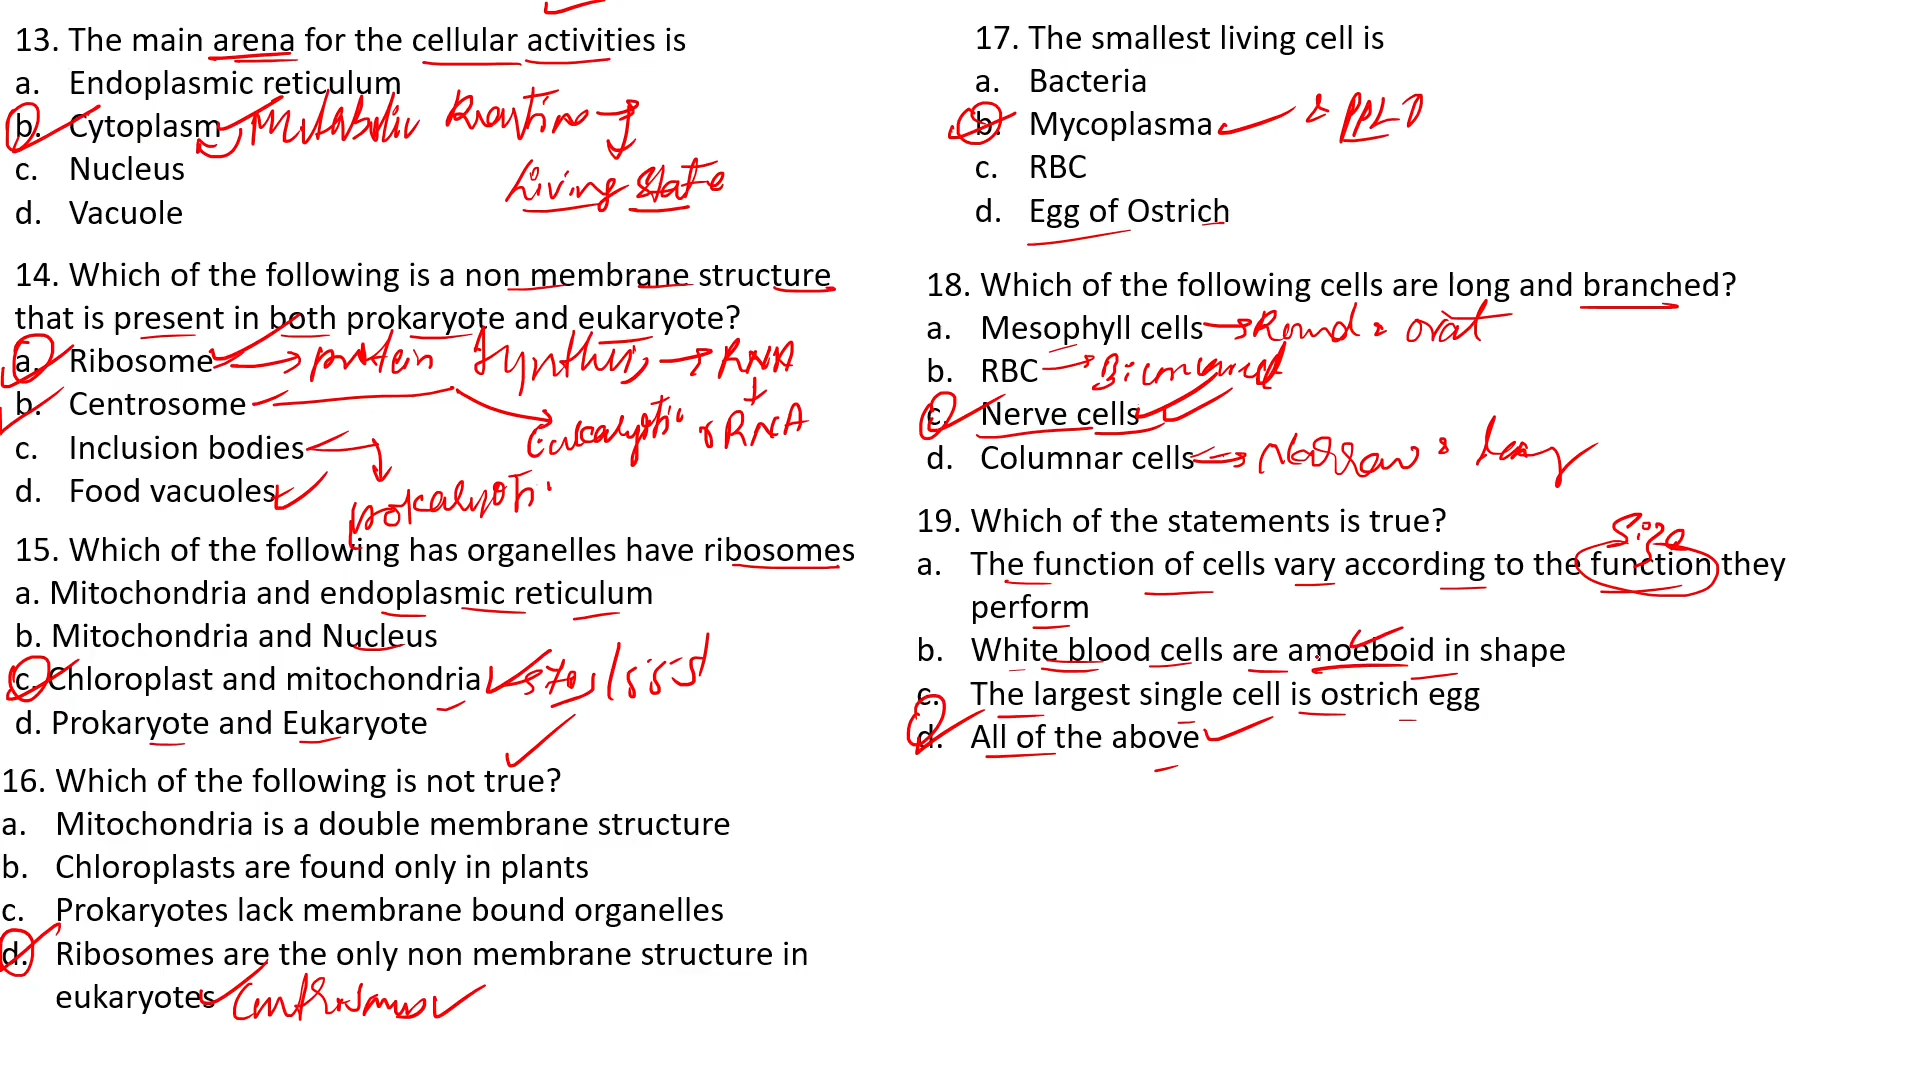 13. The main arena for the cellular activities is
a. Endoplasmic reticulum
b. Cytoplasm Metabolic Reaction
c. Nucleus
Living State
d. Vacuole
14. Which of the following is a non membrane structure
that is present in both prokaryote and eukaryote?
a. Ribosome protein Synthesis RNA
b. Centrosome
rRNA
c. Inclusion bodies
d. Food vacuoles
15. Which of the following has organelles have ribosomes
a. Mitochondria and endoplasmic reticulum
b. Mitochondria and Nucleus
c. Chloroplast and mitochondria
d. Prokaryote and Eukaryote
16. Which of the following is not true?
a. Mitochondria is a double membrane structure
b. Chloroplasts are found only in plants
c. Prokaryotes lack membrane bound organelles
d. Ribosomes are the only non membrane structure in
eukaryotes
17. The smallest living cell is
a. Bacteria
b. Mycoplasma PPLO
c. RBC
d. Egg of Ostrich
18. Which of the following cells are long and branched?
a. Mesophyll cells Round
b. RBC
c. Nerve cells
d. Columnar cells
19. Which of the statements is true?
Size
a. The function of cells vary according to the function they
perform
b. White blood cells are amoeboid in shape
c. The largest single cell is ostrich egg
d. All of the above